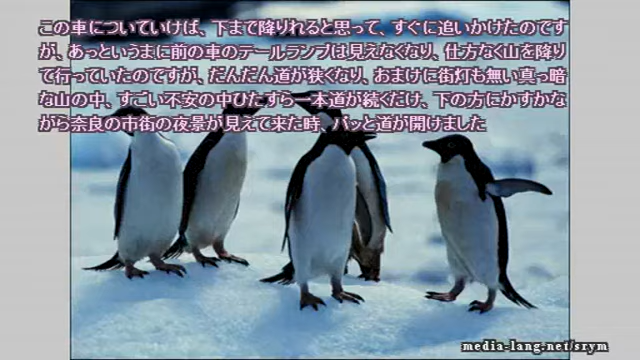 この車についていけば、下まで降りれると思って、すぐに追いかけたのです
が、あっというまに前の車のテールランプは見えなくなり、仕方なく山を降り
て行っていたのですが、だんだん道が狭くなり、おまけに街灯も無い真っ暗
な山の中、すごい不安の中ひたすら一本道が続くだけ、下の方にかすかな
がら奈良の市街の夜景が見えて来た時、パッと道が開けました
media-lang.net/srym